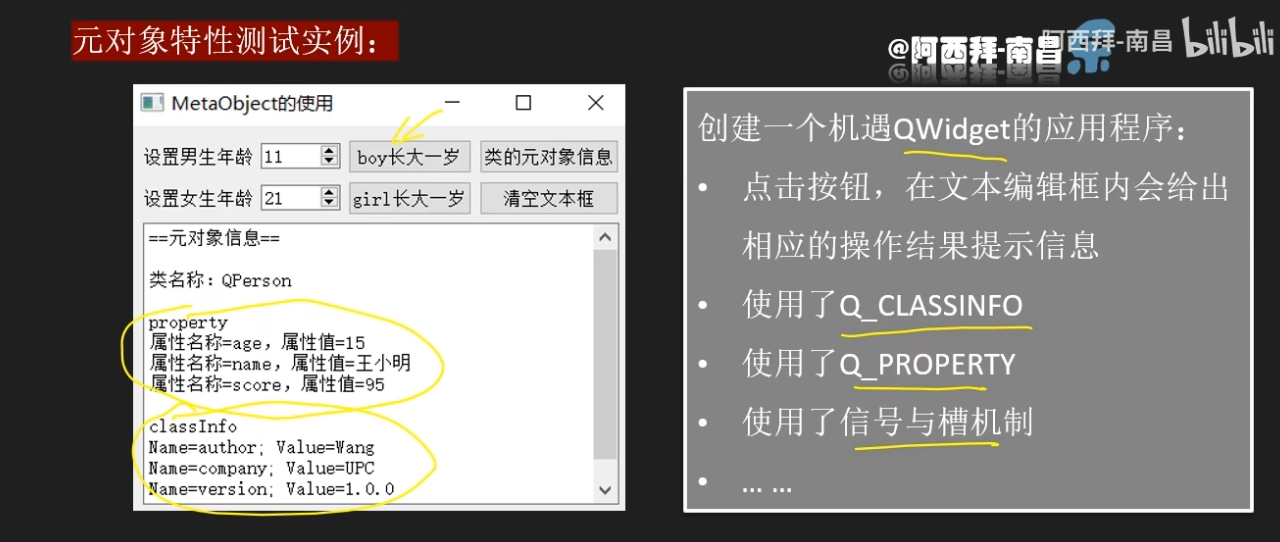 元对象特性测试实例：
@阿西拜-南昌
阿西拜-南昌 bilibili
MetaObject的使用
设置男生年龄 11 boy长大一岁 类的元对象信息
设置女生年龄 21 girl长大一岁 清空文本框
==元对象信息==
类名称：QPerson
property
属性名称=age，属性值=15
属性名称=name，属性值=王小明
属性名称=score，属性值=95
classInfo
Name=author; Value=Wang
Name=company; Value=UPC
Name=version; Value=1.0.0
创建一个机遇QWidget的应用程序：
• 点击按钮，在文本编辑框内会给出
相应的操作结果提示信息
• 使用了Q_CLASSINFO
• 使用了Q_PROPERTY
• 使用了信号与槽机制
• … …